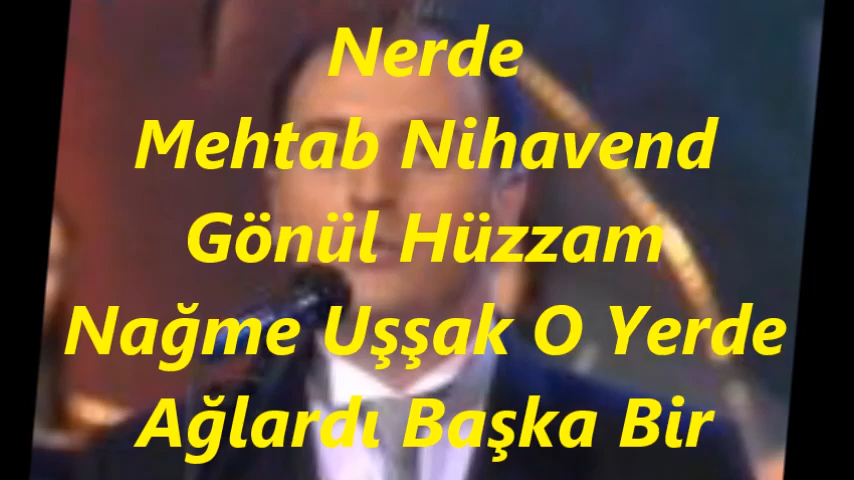 Nerde
Mehtab Nihavend
Gönül Hüzzam
Nağme Uşşak O Yerde
Ağlardı Başka Bir